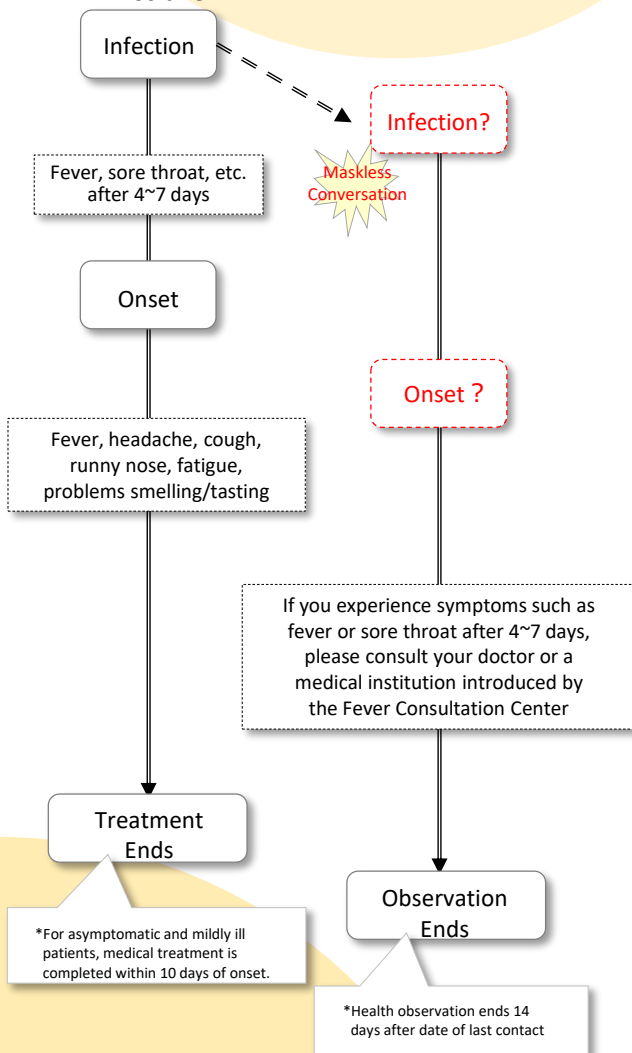 Infection
Infection?
Maskless
Conversation
Fever, sore throat, etc.
after 4~7 days
Onset
Onset ?
Fever, headache, cough,
runny nose, fatigue,
problems smelling/tasting
If you experience symptoms such as
fever or sore throat after 4~7 days,
please consult your doctor or a
medical institution introduced by
the Fever Consultation Center
Treatment
Ends
*For asymptomatic and mildly ill
patients, medical treatment is
completed within 10 days of onset.
Observation
Ends
*Health observation ends 14
days after date of last contact